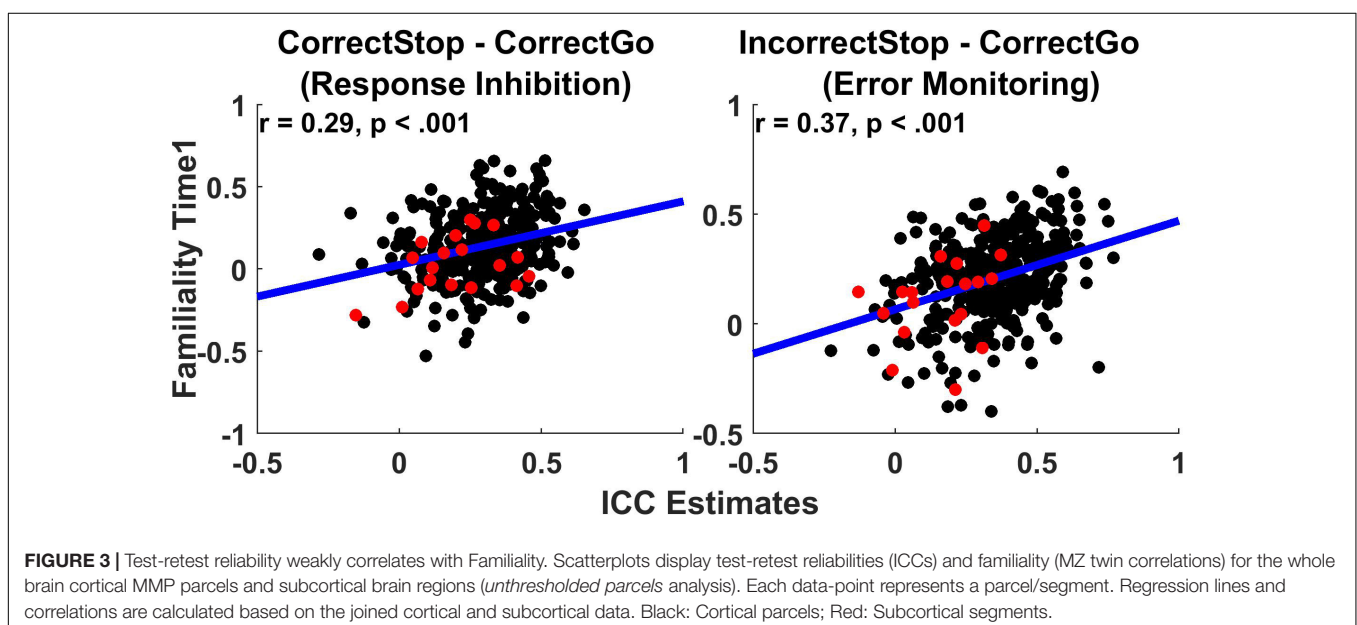 CorrectStop - CorrectGo
(Response Inhibition)
r = 0.29, p < .001
IncorrectStop - CorrectGo
(Error Monitoring)
r = 0.37, p < .001
Familiality Time1
1
0.5
0
-0.5
-1
-0.5
0
0.5
1
1
0.5
0
-0.5
-0.5
0
0.5
1
ICC Estimates
FIGURE 3 | Test-retest reliability weakly correlates with Familiality. Scatterplots display test-retest reliabilities (ICCs) and familiality (MZ twin correlations) for the whole
brain cortical MMP parcels and subcortical brain regions (unthresholded parcels analysis). Each data-point represents a parcel/segment. Regression lines and
correlations are calculated based on the joined cortical and subcortical data. Black: Cortical parcels; Red: Subcortical segments.